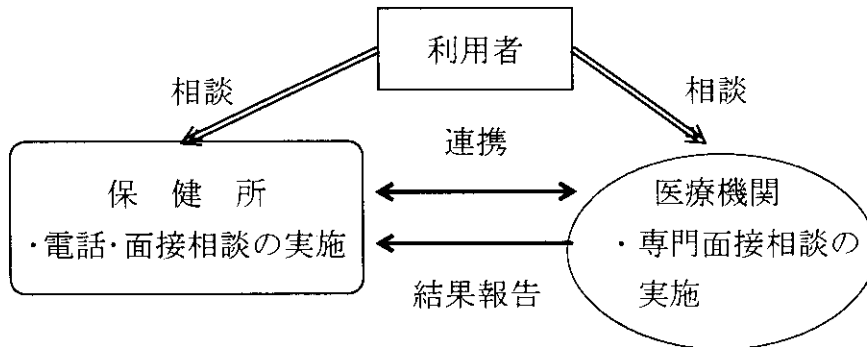 利用者
相談
相談
連携
保　健　所
・電話・面接相談の実施
医療機関
・専門面接相談の
実施
結果報告